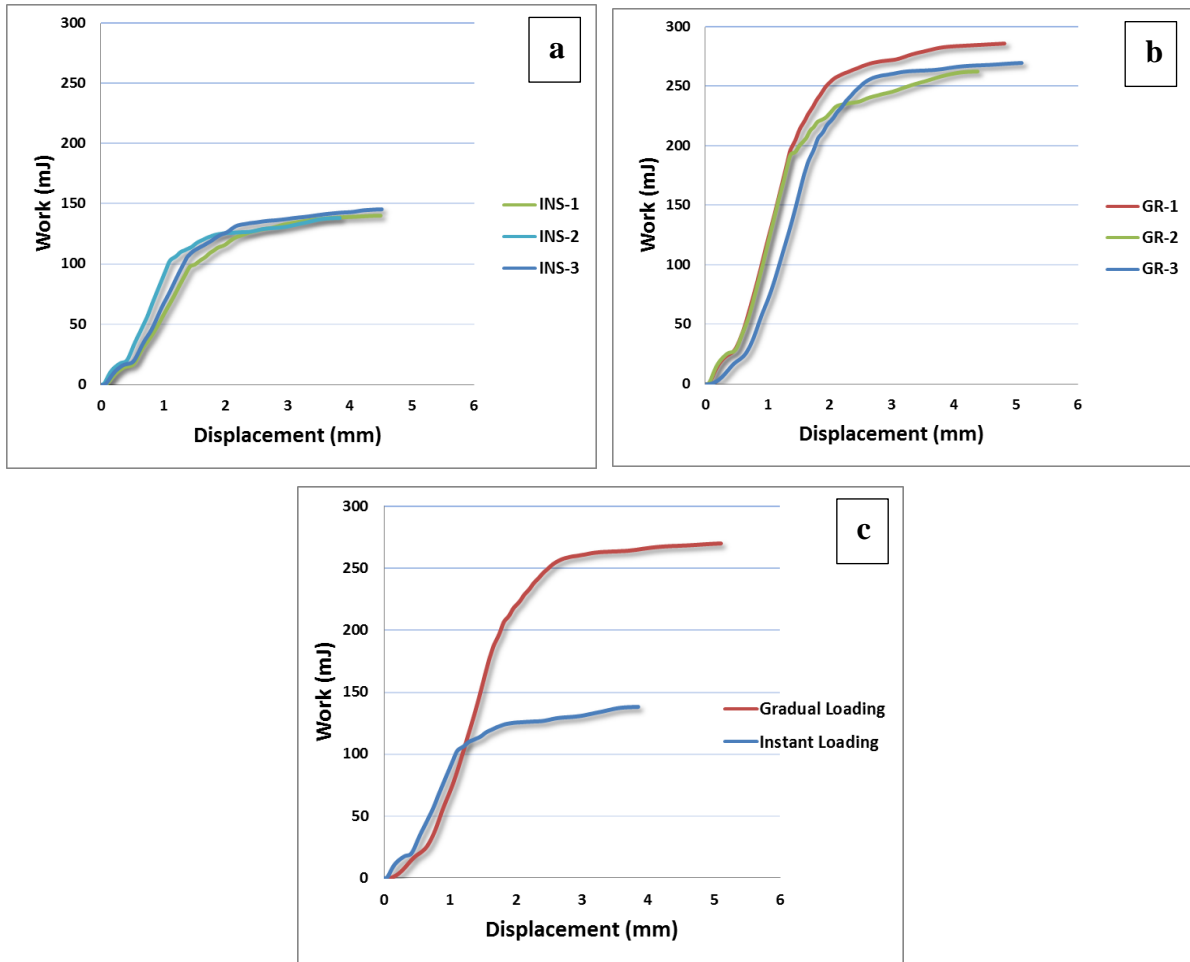 a
300
250
200
150
100
50
0
Work (mJ)
0 1 2 3 4 5 6
Displacement (mm)
INS-1
INS-2
INS-3
b
300
250
200
150
100
50
0
Work (mJ)
0 1 2 3 4 5 6
Displacement (mm)
GR-1
GR-2
GR-3
c
300
250
200
150
100
50
0
Work (mJ)
0 1 2 3 4 5 6
Displacement (mm)
Gradual Loading
Instant Loading